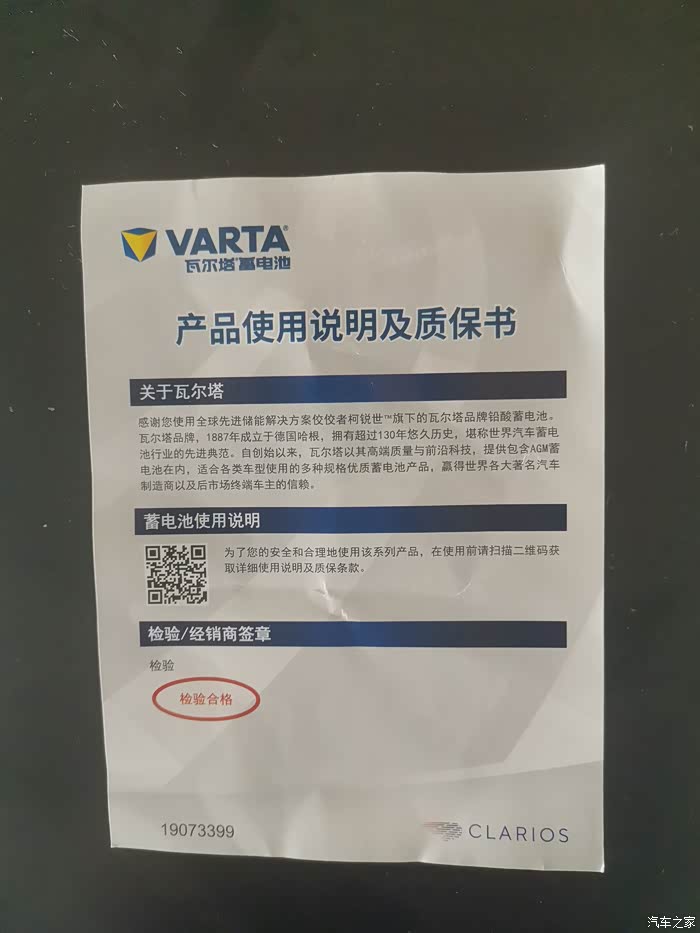 VARTA®
瓦尔塔®蓄电池
产品使用说明及质保书
关于瓦尔塔
感谢您使用全球先进储能解决方案佼佼者柯锐世™旗下的瓦尔塔品牌铅酸蓄电池。
瓦尔塔品牌，1887年成立于德国哈根，拥有超过130年悠久历史，堪称世界汽车蓄电
池行业的先进典范。自创始以来，瓦尔塔以其高端质量与前沿科技，提供包含AGM蓄
电池在内，适合各类车型使用的多种规格优质蓄电池产品，赢得世界各大著名汽车
制造商以及后市场终端车主的信赖。
蓄电池使用说明
为了您的安全和合理地使用该系列产品，在使用前请扫描二维码获
取详细使用说明及质保条款。
检验/经销商签章
检验
检验合格
19073399
CLARIOS
汽车之家